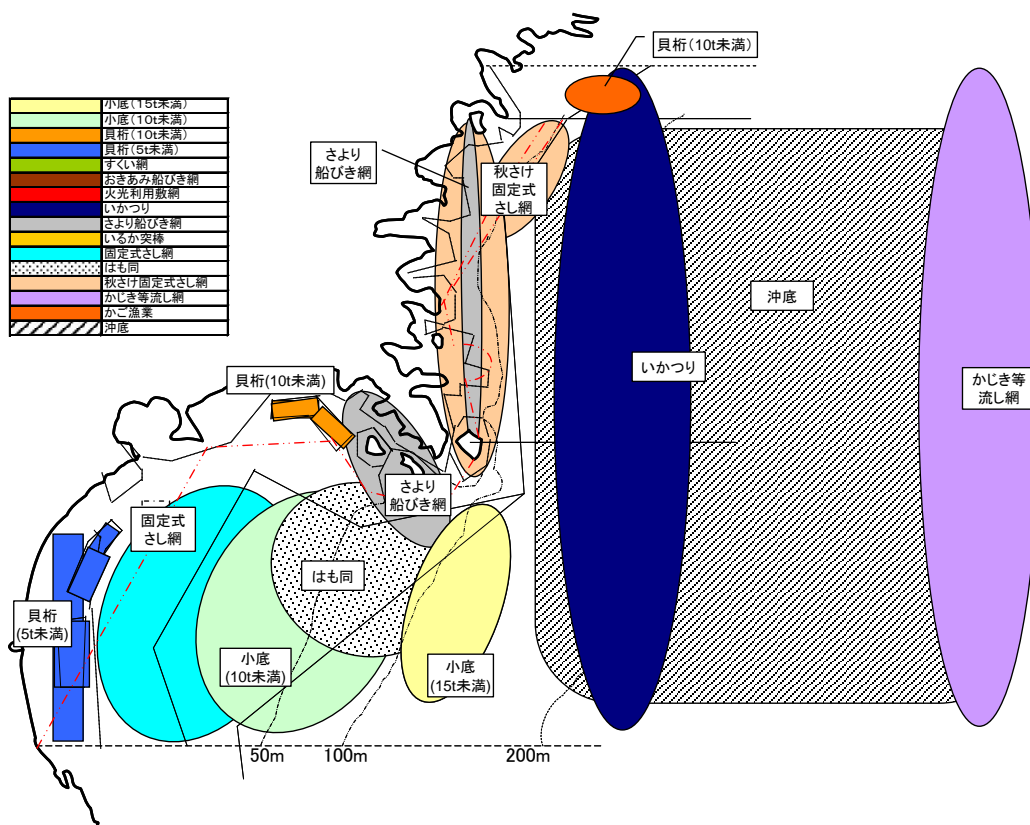 小底(15t未満)
小底(10t未満)
貝桁(10t未満)
貝桁(5t未満)
すくい網
おきあみ船びき網
火光利用敷網
いかつり
さより船びき網
いるか突棒
固定式さし網
はも同
秋さけ固定式さし網
かじき等流し網
かご漁業
沖底
貝桁(10t未満)
さより
船びき網
秋さけ
固定式
さし網
沖底
いかつり
かじき等
流し網
貝桁(10t未満)
さより
船びき網
固定式
さし網
はも同
貝桁
(5t未満)
小底
(10t未満)
小底
(15t未満)
50m
100m
200m